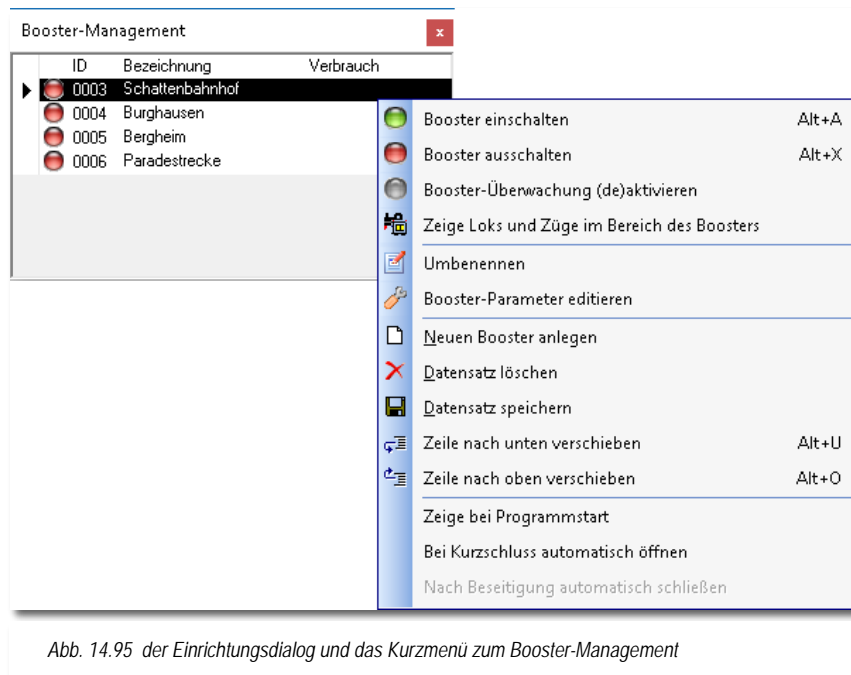 Booster-Management
x
ID Bezeichnung Verbrauch
0003 Schattenbahnhof
0004 Burghausen
0005 Bergheim
0006 Paradestrecke
Booster einschalten Alt+A
Booster ausschalten Alt+X
Booster-Überwachung (de)aktivieren
Zeige Loks und Züge im Bereich des Boosters
Umbenennen
Booster-Parameter editieren
Neuen Booster anlegen
Datensatz löschen
Datensatz speichern
Zeile nach unten verschieben Alt+U
Zeile nach oben verschieben Alt+O
Zeige bei Programmstart
Bei Kurzschluss automatisch öffnen
Nach Beseitigung automatisch schließen
Abb. 14.95 der Einrichtungsdialog und das Kurzmenü zum Booster-Management